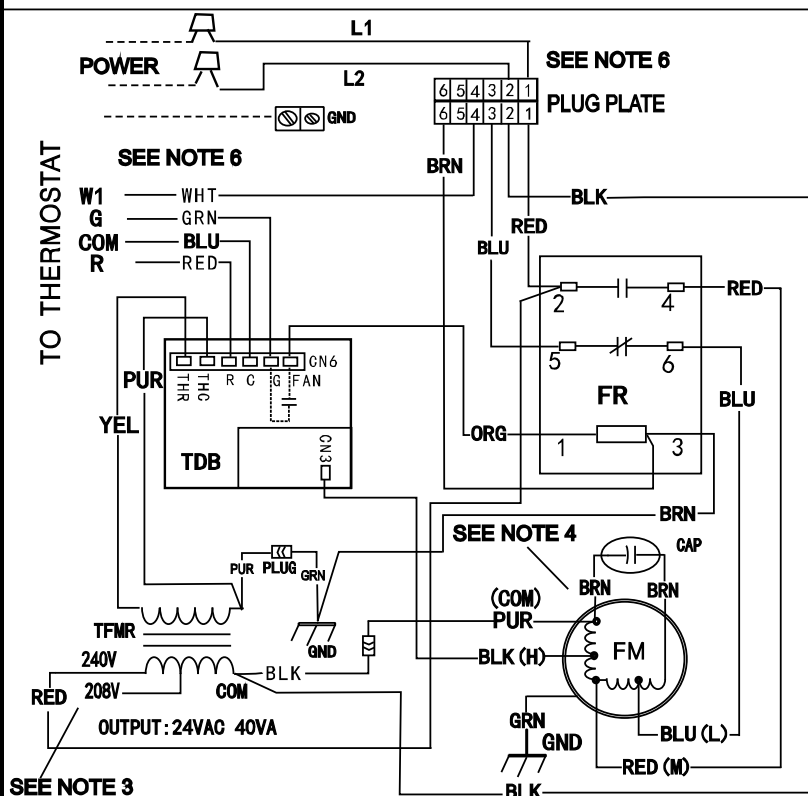 L1
POWER
L2
SEE NOTE 6
6 5 4 3 2 1
6 5 4 3 2 1
PLUG PLATE
GND
SEE NOTE 6
BRN
TO THERMOSTAT
W1 WHT
G GRN
COM BLU
R RED
BLK
RED
BLU
2 4 RED
5 6
FR
BLU
1 3
ORG
BRN
CN6
THR THC R C G FAN
PUR
YEL
TDB
CN3
SEE NOTE 4
CAP
PUR PLUG GRN
BRN BRN
(COM)
PUR
FM
TFMR
GND
BLK(H)
240V
BLK
RED 208V COM
OUTPUT:24VAC 40VA
GRN
GND
BLU(L)
RED(M)
SEE NOTE 3
BLK